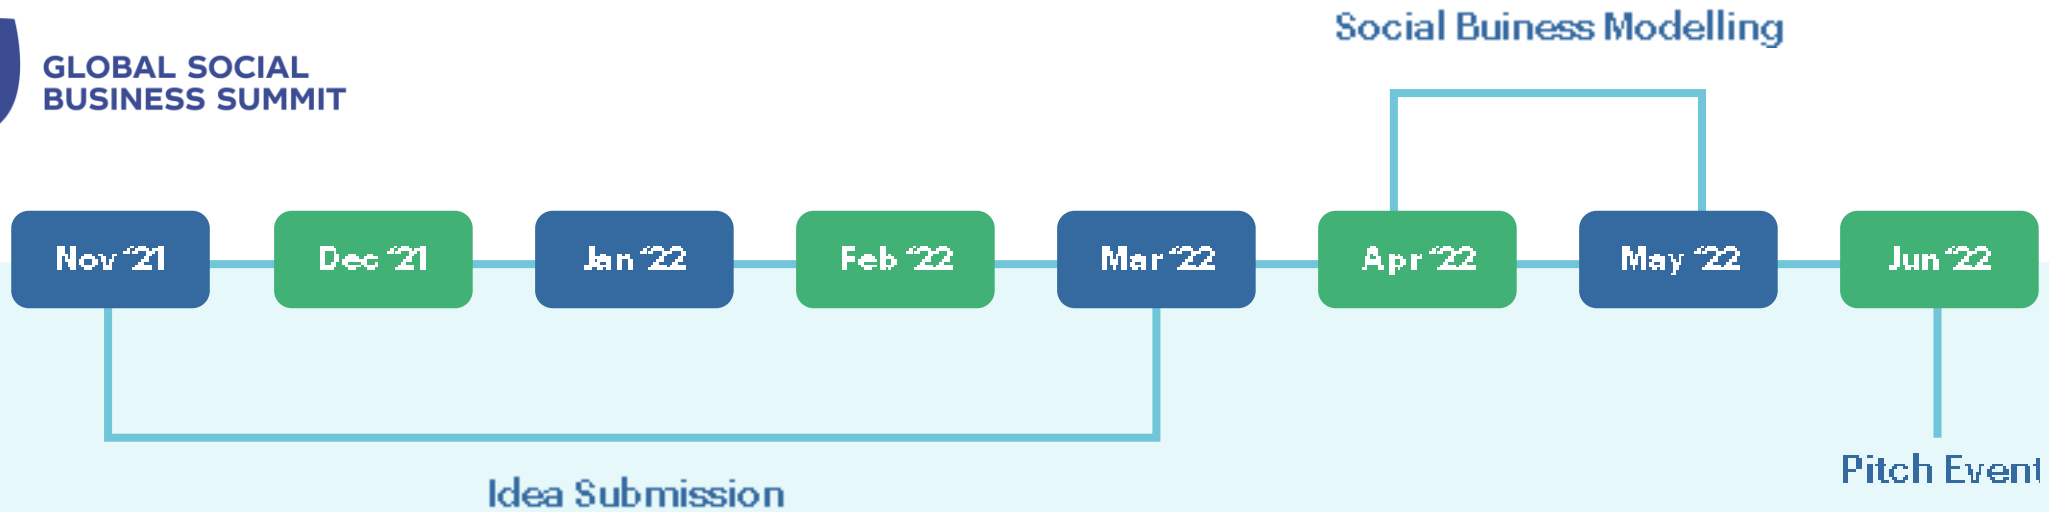 Social Buiness Modelling
GLOBAL SOCIAL
BUSINESS SUMMIT
Nov ‘21
Dec ‘21
Jan ‘22
Feb ‘22
Mar ‘22
Apr ‘22
May ‘22
Jun ‘22
Idea Submission
Pitch Event